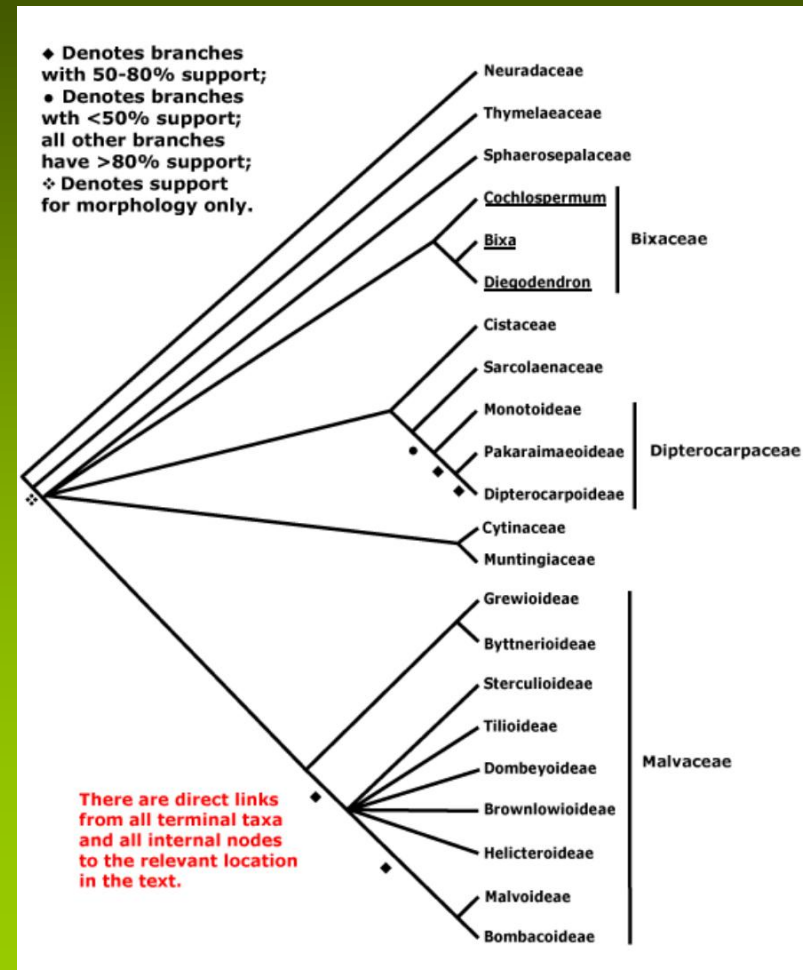 ◆ Denotes branches
with 50-80% support;
● Denotes branches
wth <50% support;
all other branches
have >80% support;
❖ Denotes support
for morphology only.
Neuradaceae
Thymelaeaceae
Sphaerosepalaceae
Cochlospermum
Bixa
Diegodendron
Bixaceae
Cistaceae
Sarcolaenaceae
Monotoideae
Pakaraimaeoideae
Dipterocarpoideae
Dipterocarpaceae
Cytinaceae
Muntingiaceae
Grewioideae
Byttnerioideae
Sterculioideae
Tilioideae
Dombeyoideae
Brownlowioideae
Helicteroideae
Malvoideae
Bombacoideae
Malvaceae
There are direct links
from all terminal taxa
and all internal nodes
to the relevant location
in the text.